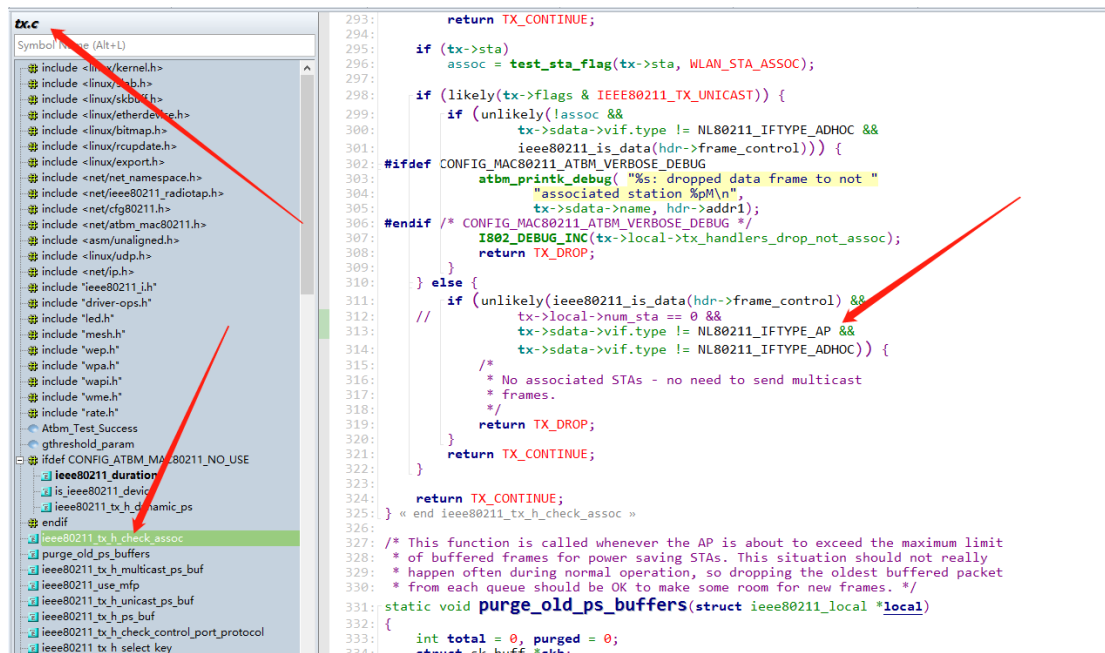 tx.c
Symbol Name (Alt+L)
include <linux/kernel.h>
include <linux/slab.h>
include <linux/skbuff.h>
include <linux/etherdevice.h>
include <linux/bitmap.h>
include <linux/rcupdate.h>
include <linux/export.h>
include <net/net_namespace.h>
include <net/ieee80211_radiotap.h>
include <net/cfg80211.h>
include <net/atbm_mac80211.h>
include <asm/unaligned.h>
include <linux/udp.h>
include <net/ip.h>
include "ieee80211_i.h"
include "driver-ops.h"
include "led.h"
include "mesh.h"
include "wep.h"
include "wpa.h"
include "wapi.h"
include "wme.h"
include "rate.h"
Atbm_Test_Success
gthreshold_param
ifdef CONFIG_ATBM_MAC80211_NO_USE
ieee80211_duration
is_ieee80211_device
ieee80211_tx_h_dynamic_ps
endif
ieee80211_tx_h_check_assoc
purge_old_ps_buffers
ieee80211_tx_h_multicast_ps_buf
ieee80211_use_mfp
ieee80211_tx_h_unicast_ps_buf
ieee80211_tx_h_ps_buf
ieee80211_tx_h_check_control_port_protocol
ieee80211_tx_h_select_key
293: return TX_CONTINUE;
294:
295: if (tx->sta)
296: assoc = test_sta_flag(tx->sta, WLAN_STA_ASSOC);
297:
298: if (likely(tx->flags & IEEE80211_TX_UNICAST)) {
299: if (unlikely(!assoc &&
300: tx->sdata->vif.type != NL80211_IFTYPE_ADHOC &&
301: ieee80211_is_data(hdr->frame_control))) {
302: #ifdef CONFIG_MAC80211_ATBM_VERBOSE_DEBUG
303: atbm_printk_debug( "%s: dropped data frame to not "
304: "associated station %pM\n",
305: tx->sdata->name, hdr->addr1);
306: #endif /* CONFIG_MAC80211_ATBM_VERBOSE_DEBUG */
307: I802_DEBUG_INC(tx->local->tx_handlers_drop_not_assoc);
308: return TX_DROP;
309: }
310: } else {
311: if (unlikely(ieee80211_is_data(hdr->frame_control) &&
312: // tx->local->num_sta == 0 &&
313: tx->sdata->vif.type != NL80211_IFTYPE_AP &&
314: tx->sdata->vif.type != NL80211_IFTYPE_ADHOC)) {
315: /*
316: * No associated STAs - no need to send multicast
317: * frames.
318: */
319: return TX_DROP;
320: }
321: return TX_CONTINUE;
322: }
323:
324: return TX_CONTINUE;
325: } « end ieee80211_tx_h_check_assoc »
326:
327: /* This function is called whenever the AP is about to exceed the maximum limit
328: * of buffered frames for power saving STAs. This situation should not really
329: * happen often during normal operation, so dropping the oldest buffered packet
330: * from each queue should be OK to make some room for new frames. */
331: static void purge_old_ps_buffers(struct ieee80211_local *local)
332: {
333: int total = 0, purged = 0;
334: struct sk_buff *skb;